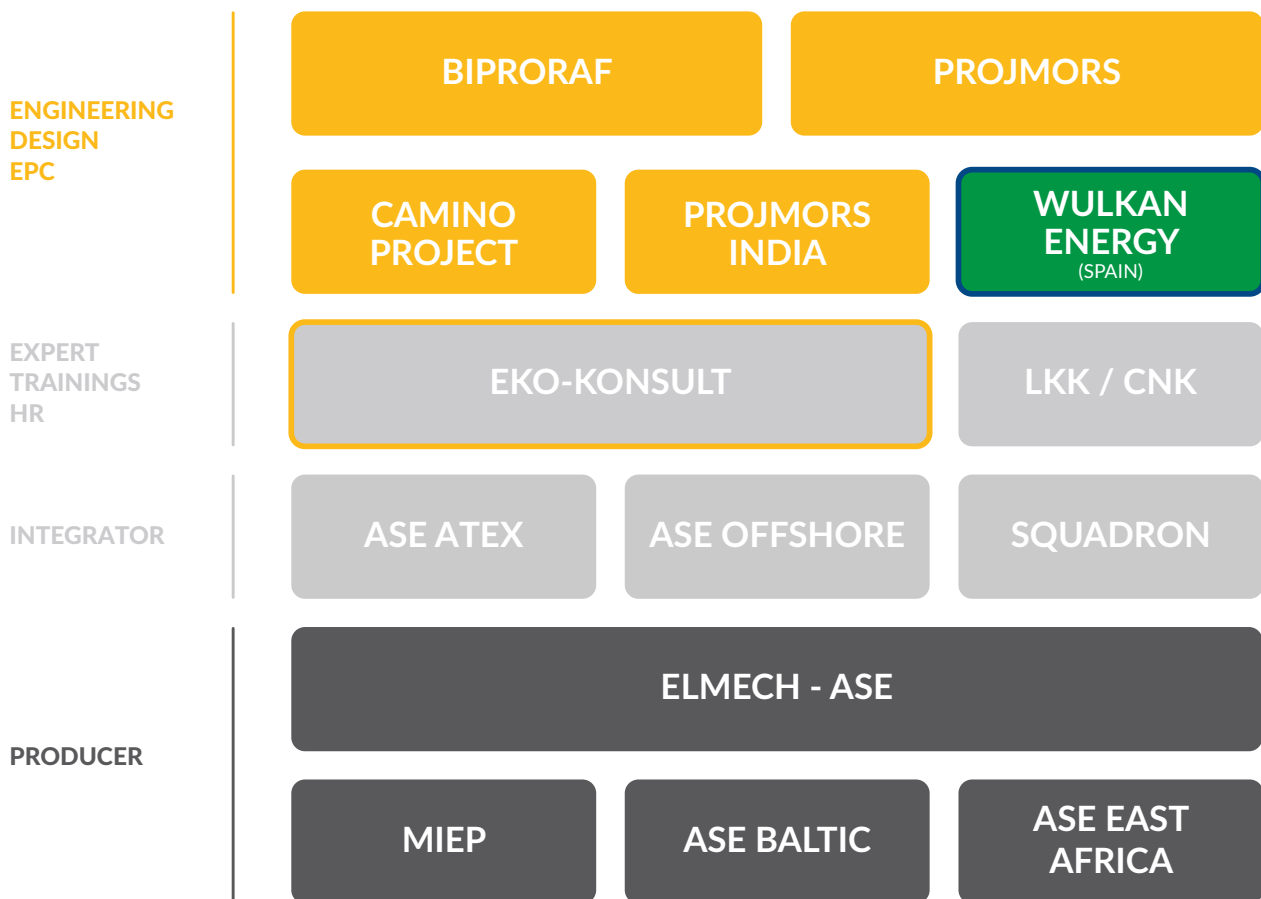 ENGINEERING
DESIGN
EPC
BIPRORAF
PROJMORS
CAMINO
PROJECT
PROJMORS
INDIA
WULKAN
ENERGY
(SPAIN)
EXPERT
TRAININGS
HR
EKO-KONSULT
LKK / CNK
INTEGRATOR
ASE ATEX
ASE OFFSHORE
SQUADRON
PRODUCER
ELMECH - ASE
MIEP
ASE BALTIC
ASE EAST
AFRICA